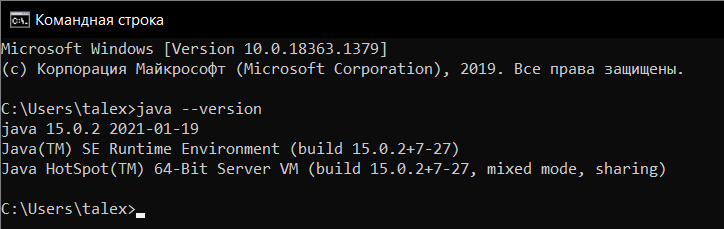 Командная строка
Microsoft Windows [Version 10.0.18363.1379]
(c) Корпорация Майкрософт (Microsoft Corporation), 2019. Все права защищены.
C:\Users\talex>java --version
java 15.0.2 2021-01-19
Java(TM) SE Runtime Environment (build 15.0.2+7-27)
Java HotSpot(TM) 64-Bit Server VM (build 15.0.2+7-27, mixed mode, sharing)
C:\Users\talex>